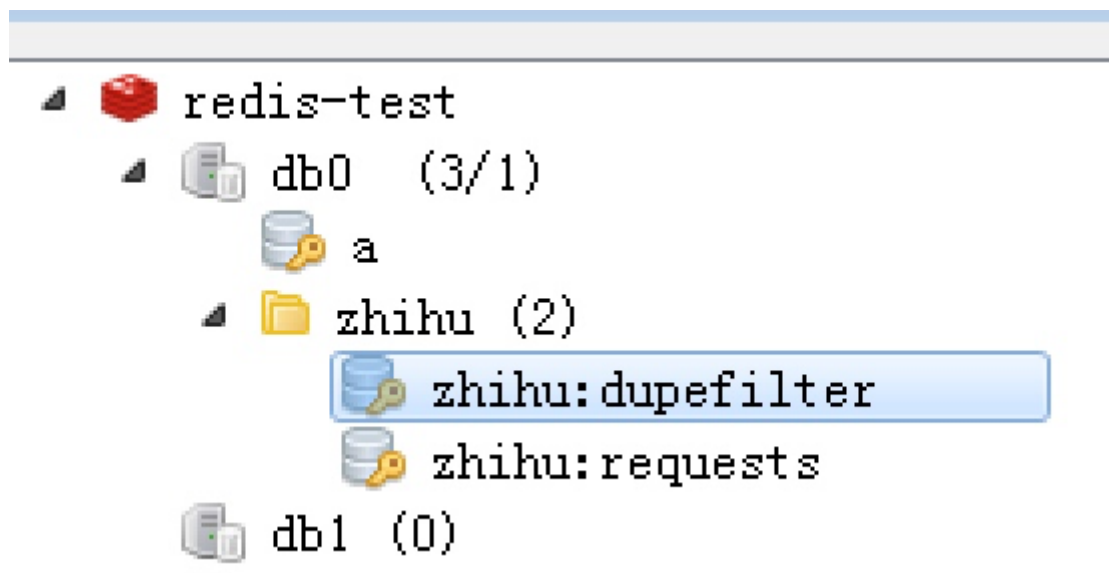 redis-test
db0 (3/1)
a
zhihu (2)
zhihu:dupefilter
zhihu:requests
db1 (0)